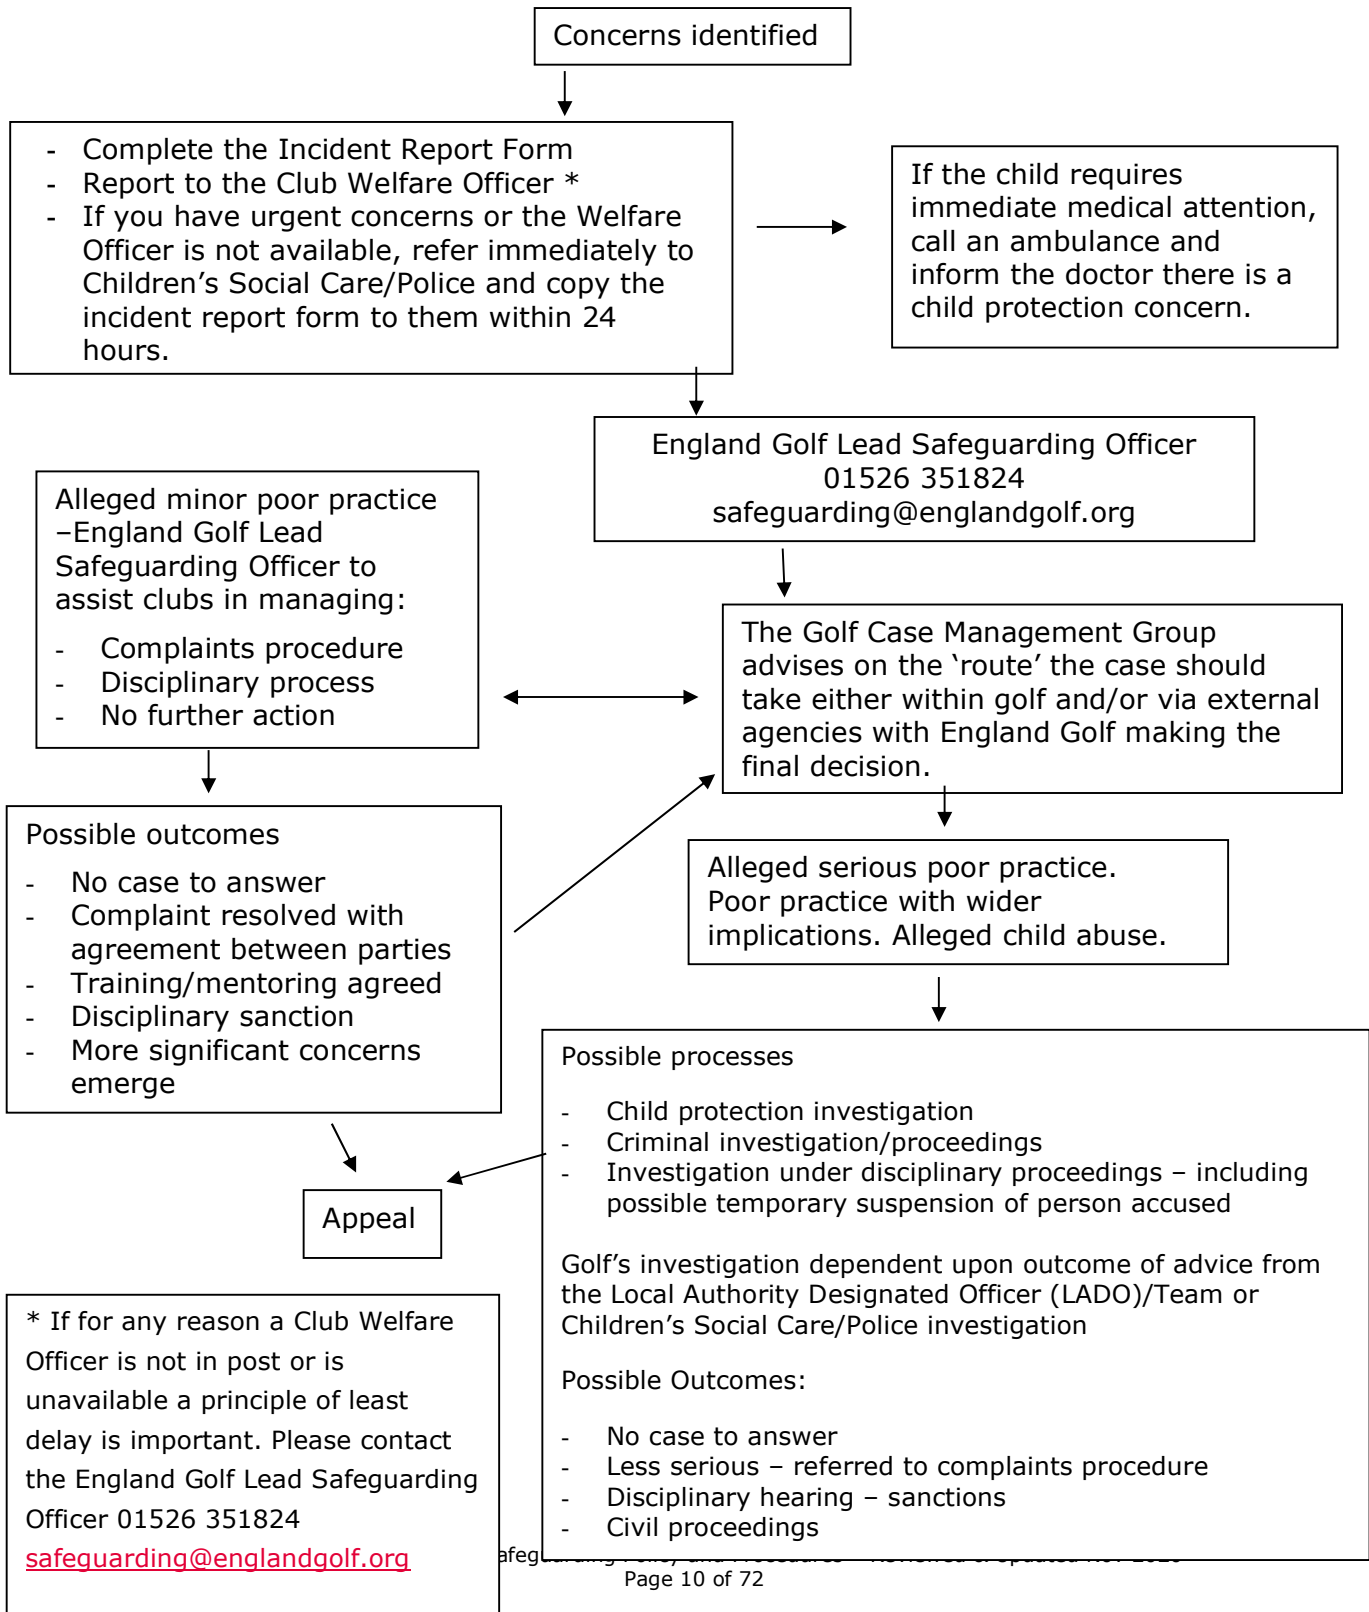 Concerns identified
- Complete the Incident Report Form
- Report to the Club Welfare Officer *
- If you have urgent concerns or the Welfare
Officer is not available, refer immediately to
Children’s Social Care/Police and copy the
incident report form to them within 24
hours.
If the child requires
immediate medical attention,
call an ambulance and
inform the doctor there is a
child protection concern.
England Golf Lead Safeguarding Officer
01526 351824
safeguarding@englandgolf.org
Alleged minor poor practice
–England Golf Lead
Safeguarding Officer to
assist clubs in managing:
- Complaints procedure
- Disciplinary process
- No further action
The Golf Case Management Group
advises on the ‘route’ the case should
take either within golf and/or via external
agencies with England Golf making the
final decision.
Possible outcomes
- No case to answer
- Complaint resolved with
agreement between parties
- Training/mentoring agreed
- Disciplinary sanction
- More significant concerns
emerge
Alleged serious poor practice.
Poor practice with wider
implications. Alleged child abuse.
Possible processes
- Child protection investigation
- Criminal investigation/proceedings
- Investigation under disciplinary proceedings – including
possible temporary suspension of person accused
Golf’s investigation dependent upon outcome of advice from
the Local Authority Designated Officer (LADO)/Team or
Children’s Social Care/Police investigation
Possible Outcomes:
- No case to answer
- Less serious – referred to complaints procedure
- Disciplinary hearing – sanctions
- Civil proceedings
Appeal
* If for any reason a Club Welfare
Officer is not in post or is
unavailable a principle of least
delay is important. Please contact
the England Golf Lead Safeguarding
Officer 01526 351824
safeguarding@englandgolf.org
Page 10 of 72